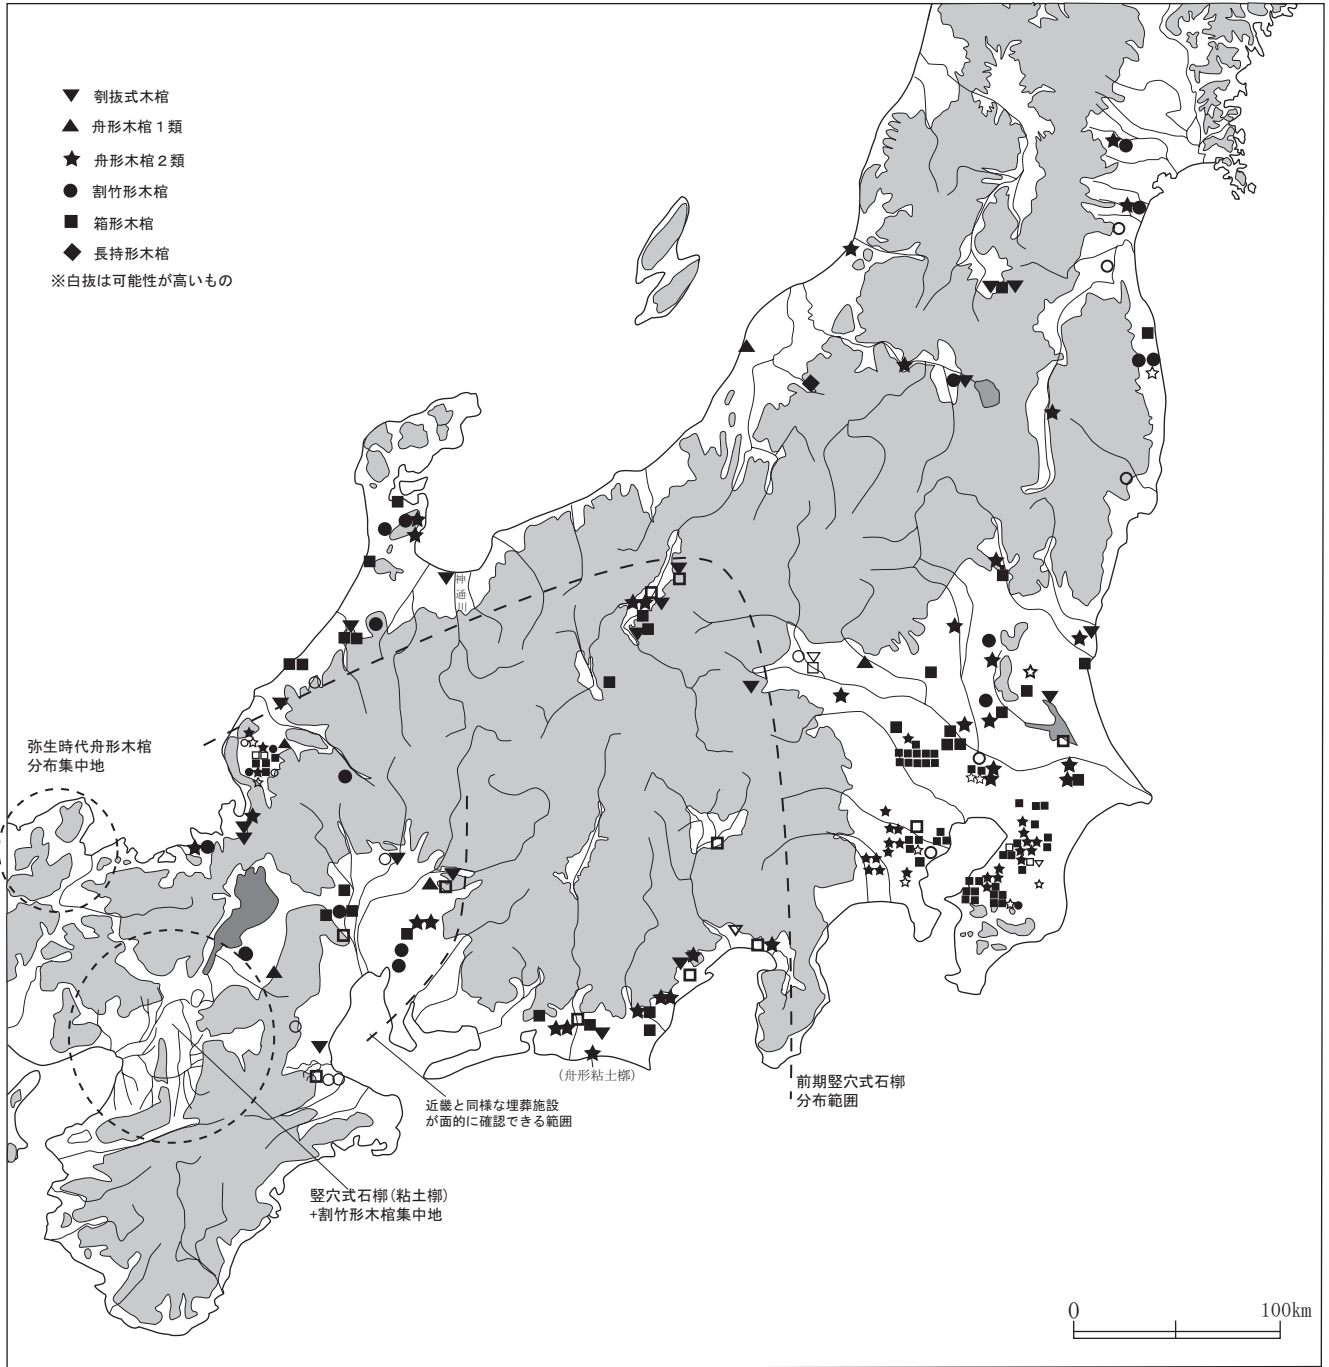 刳抜式木棺
舟形木棺1類
舟形木棺2類
割竹形木棺
箱形木棺
長持形木棺
※白抜は可能性が高いもの
神通川
弥生時代舟形木棺
分布集中地
(舟形粘土槨)
前期竪穴式石槨
分布範囲
近畿と同様な埋葬施設
が面的に確認できる範囲
竪穴式石槨(粘土槨)
+割竹形木棺集中地
0 100km